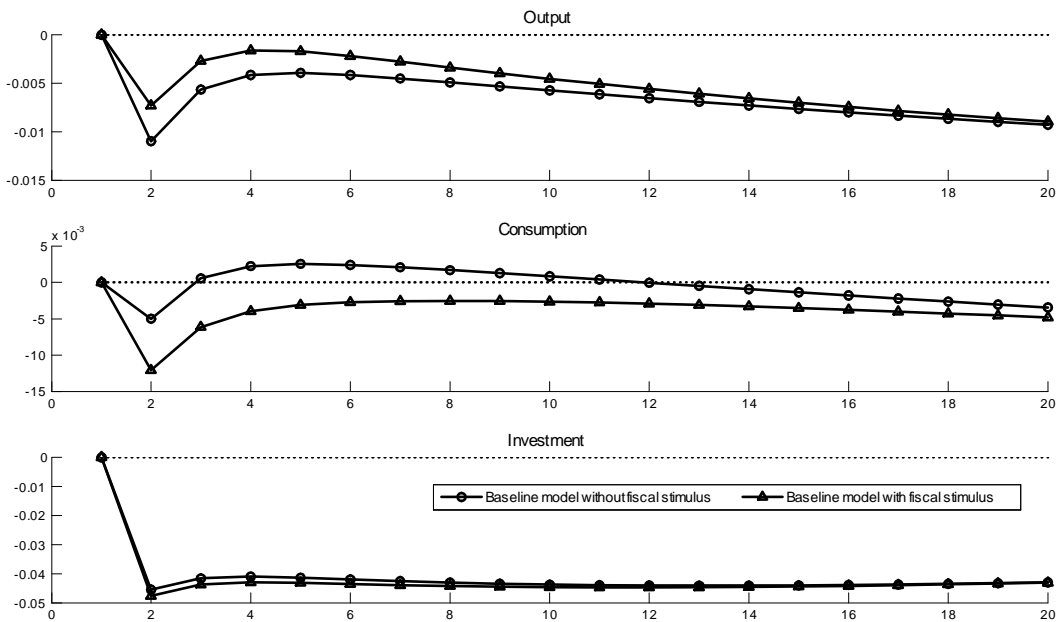 Output
0
-0.005
-0.01
-0.015
0 2 4 6 8 10 12 14 16 18 20
Consumption
x 10^-3
5
0
-5
-10
-15
0 2 4 6 8 10 12 14 16 18 20
Investment
0
-0.01
-0.02
-0.03
-0.04
-0.05
Baseline model without fiscal stimulus
Baseline model with fiscal stimulus
0 2 4 6 8 10 12 14 16 18 20